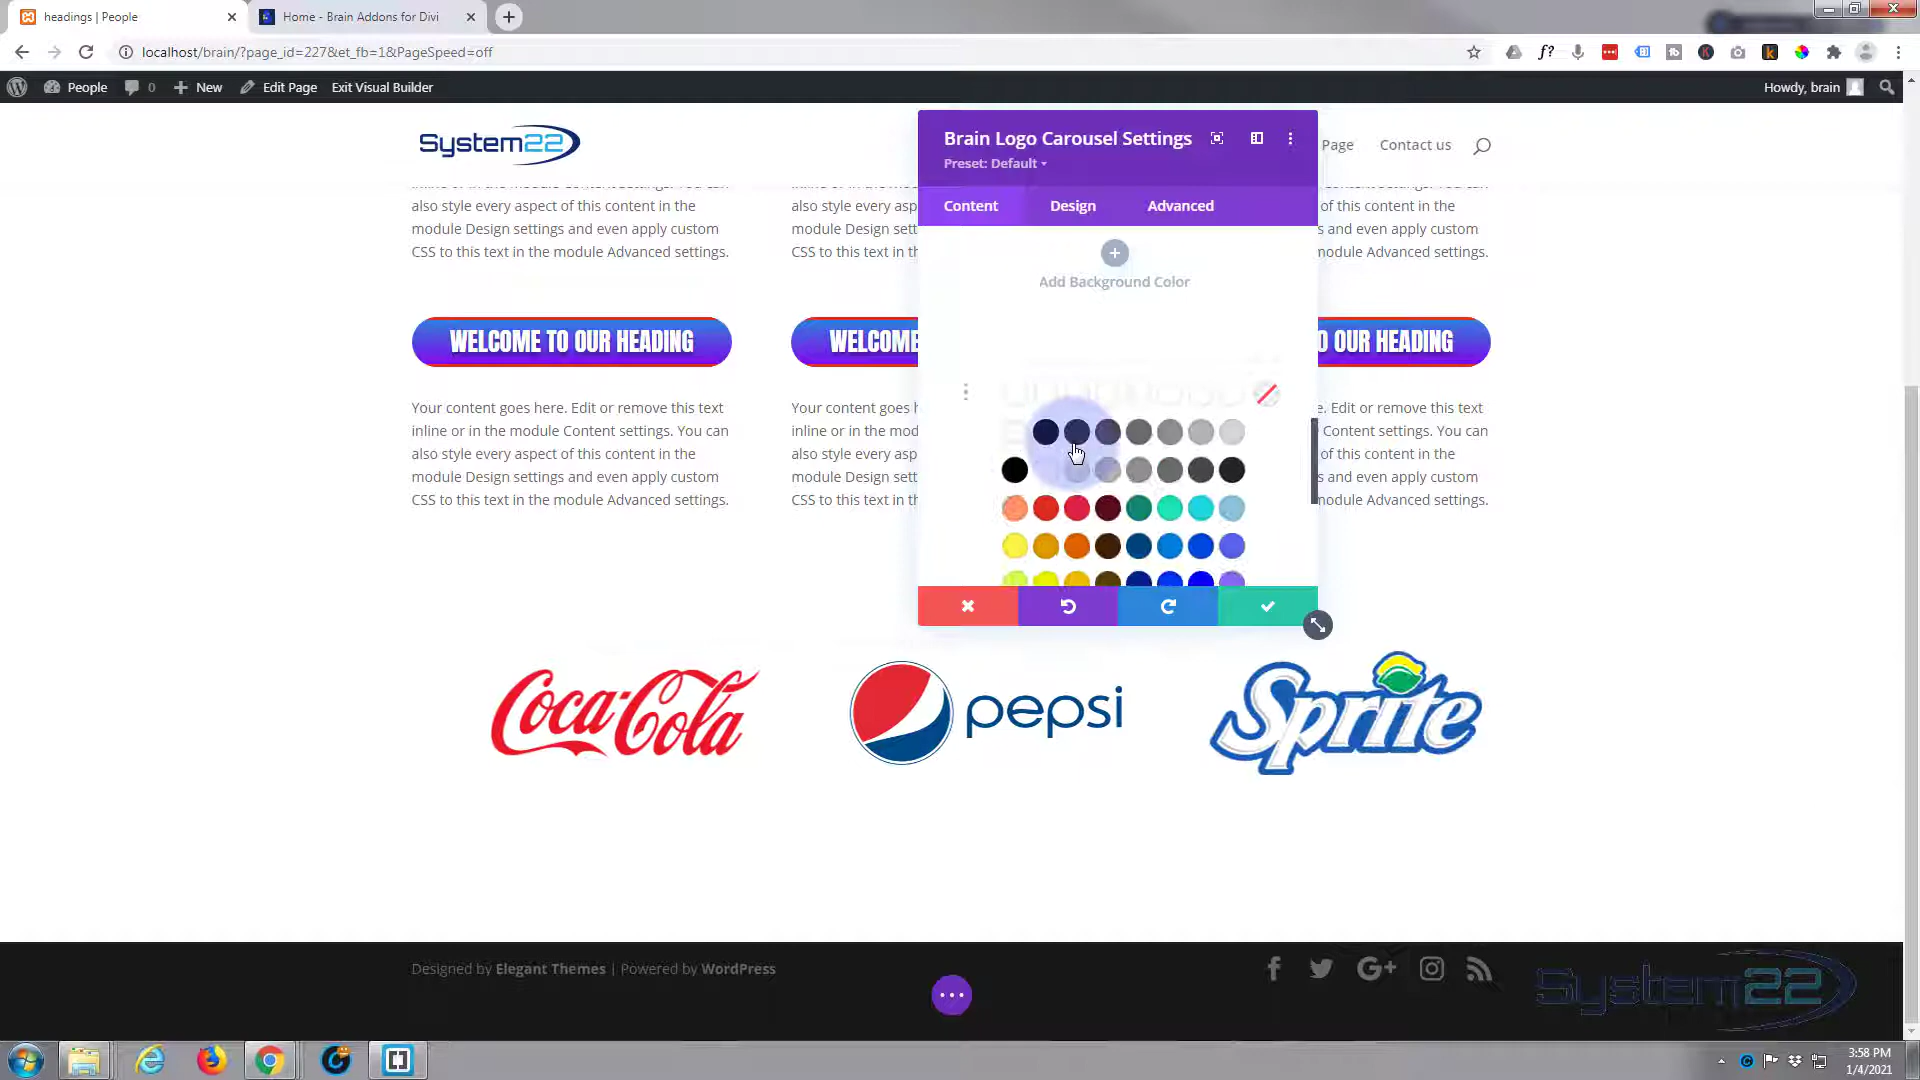 headings | People
Home - Brain Addons for Divi
localhost/brain/?page_id=227&et_fb=1&PageSpeed=off
People 0 New Edit Page Exit Visual Builder
Howdy, brain
System22
Page Contact us
Brain Logo Carousel Settings
Preset: Default
Content Design Advanced
Add Background Color
also style every aspect of this content in the
module Design settings and even apply custom
CSS to this text in the module Advanced settings.
also style every asp
module Design sett
CSS to this text in th
of this content in the
s and even apply custom
module Advanced settings.
WELCOME TO OUR HEADING
WELCOME
O OUR HEADING
Your content goes here. Edit or remove this text
inline or in the module Content settings. You can
also style every aspect of this content in the
module Design settings and even apply custom
CSS to this text in the module Advanced settings.
Your content goes h
inline or in the modu
also style every asp
module Design sett
CSS to this text in th
e. Edit or remove this text
Content settings. You can
of this content in the
s and even apply custom
module Advanced settings.
Coca-Cola
pepsi
Sprite
Designed by Elegant Themes | Powered by WordPress
System22
3:58 PM
1/4/2021